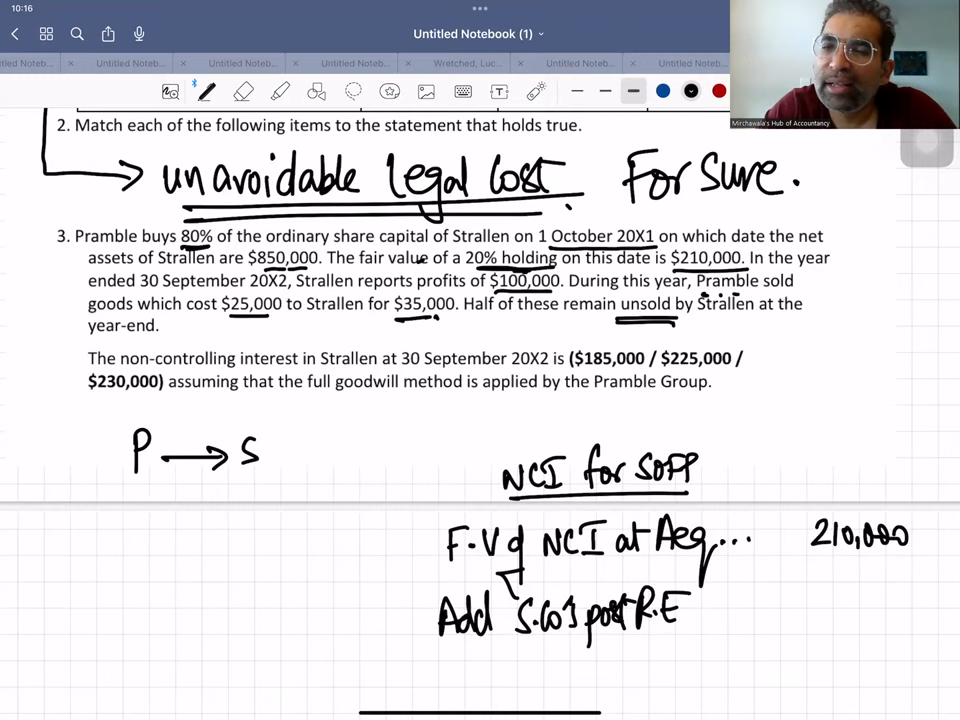 10:16
Untitled Notebook (1)
Untitled Noteb...
Untitled Noteb...
Untitled Noteb...
Wretched, Luc...
Untitled Noteb...
Untitled Noteb...
Mirchawala's Hub of Accountancy
2. Match each of the following items to the statement that holds true.
unavoidable legal cost. For Sure.
3. Pramble buys 80% of the ordinary share capital of Strallen on 1 October 20X1 on which date the net
assets of Strallen are $850,000. The fair value of a 20% holding on this date is $210,000. In the year
ended 30 September 20X2, Strallen reports profits of $100,000. During this year, Pramble sold
goods which cost $25,000 to Strallen for $35,000. Half of these remain unsold by Strallen at the
year-end.
The non-controlling interest in Strallen at 30 September 20X2 is ($185,000 / $225,000 /
$230,000) assuming that the full goodwill method is applied by the Pramble Group.
P → S
NCI for SOFP
F.V of NCI at Acq... 210,000
Add S.Co's post R.E